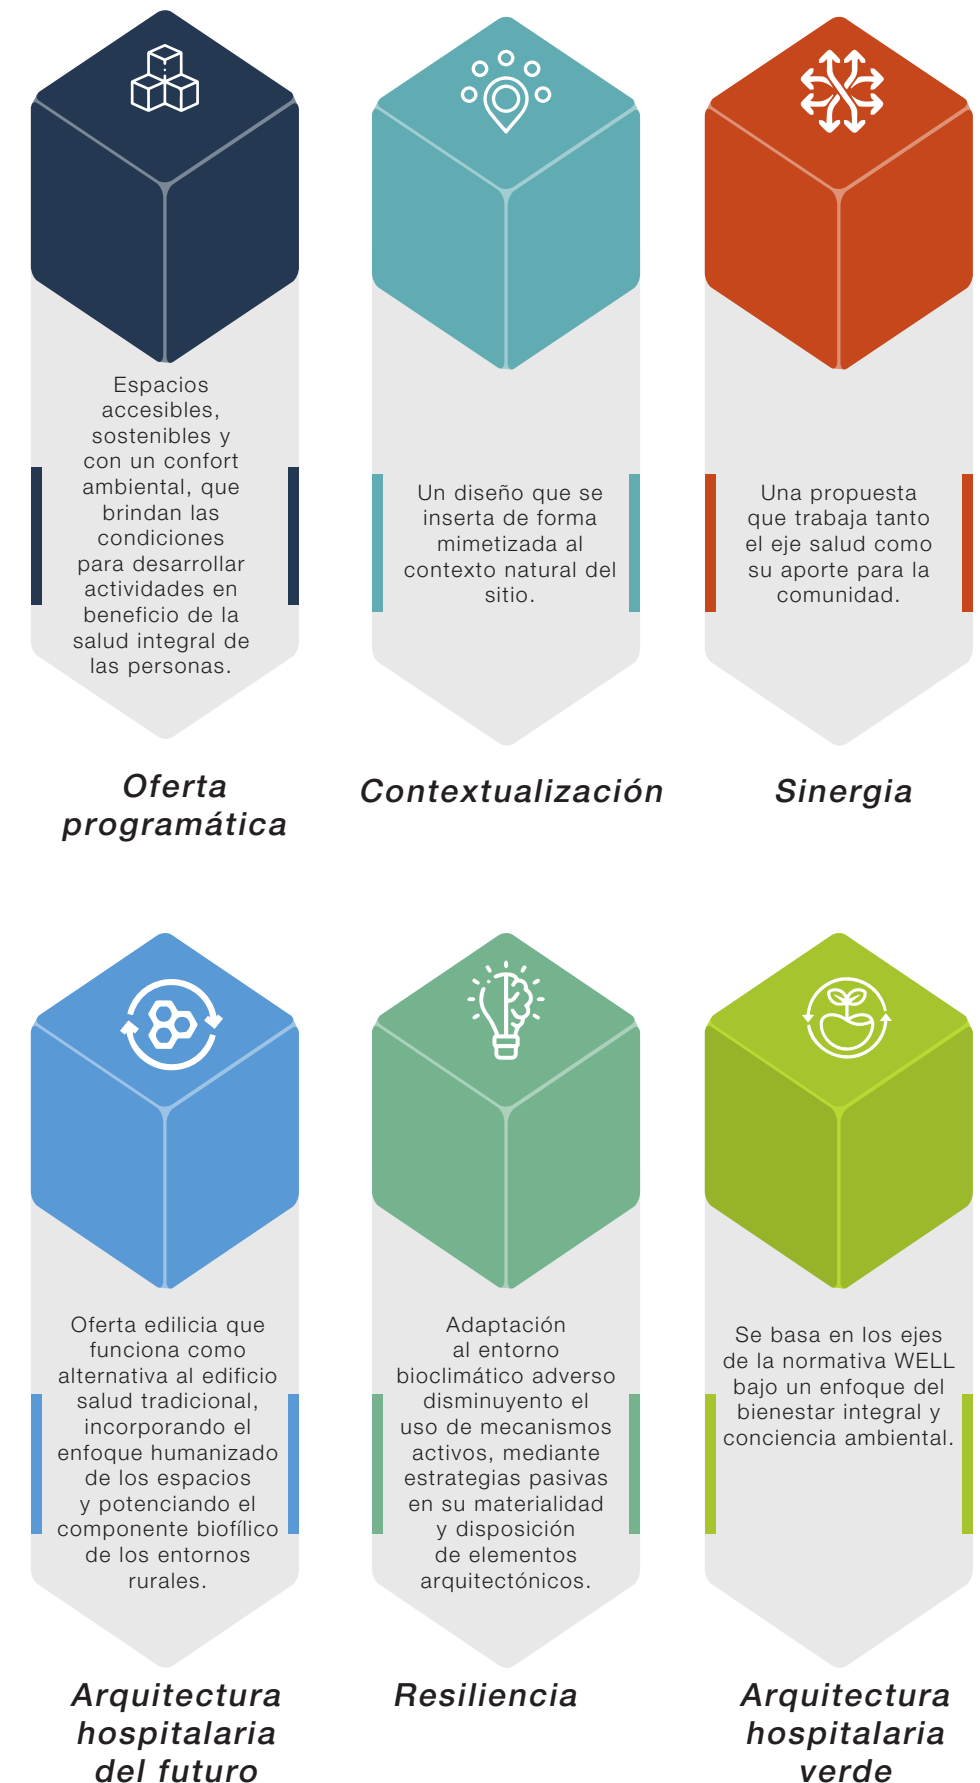 Espacios
accesibles,
sostenibles y
con un confort
ambiental, que
brindan las
condiciones
para desarrollar
actividades en
beneficio de la
salud integral de
las personas.
Oferta
programática
Un diseño que se
inserta de forma
mimetizada al
contexto natural del
sitio.
Contextualización
Una propuesta
que trabaja tanto
el eje salud como
su aporte para la
comunidad.
Sinergia
Oferta edilicia que
funciona como
alternativa al edificio
salud tradicional,
incorporando el
enfoque humanizado
de los espacios
y potenciando el
componente biofílico
de los entornos
rurales.
Arquitectura
hospitalaria
del futuro
Adaptación
al entorno
bioclimático adverso
disminuyento el
uso de mecanismos
activos, mediante
estrategias pasivas
en su materialidad
y disposición
de elementos
arquitectónicos.
Resiliencia
Se basa en los ejes
de la normativa WELL
bajo un enfoque del
bienestar integral y
conciencia ambiental.
Arquitectura
hospitalaria
verde